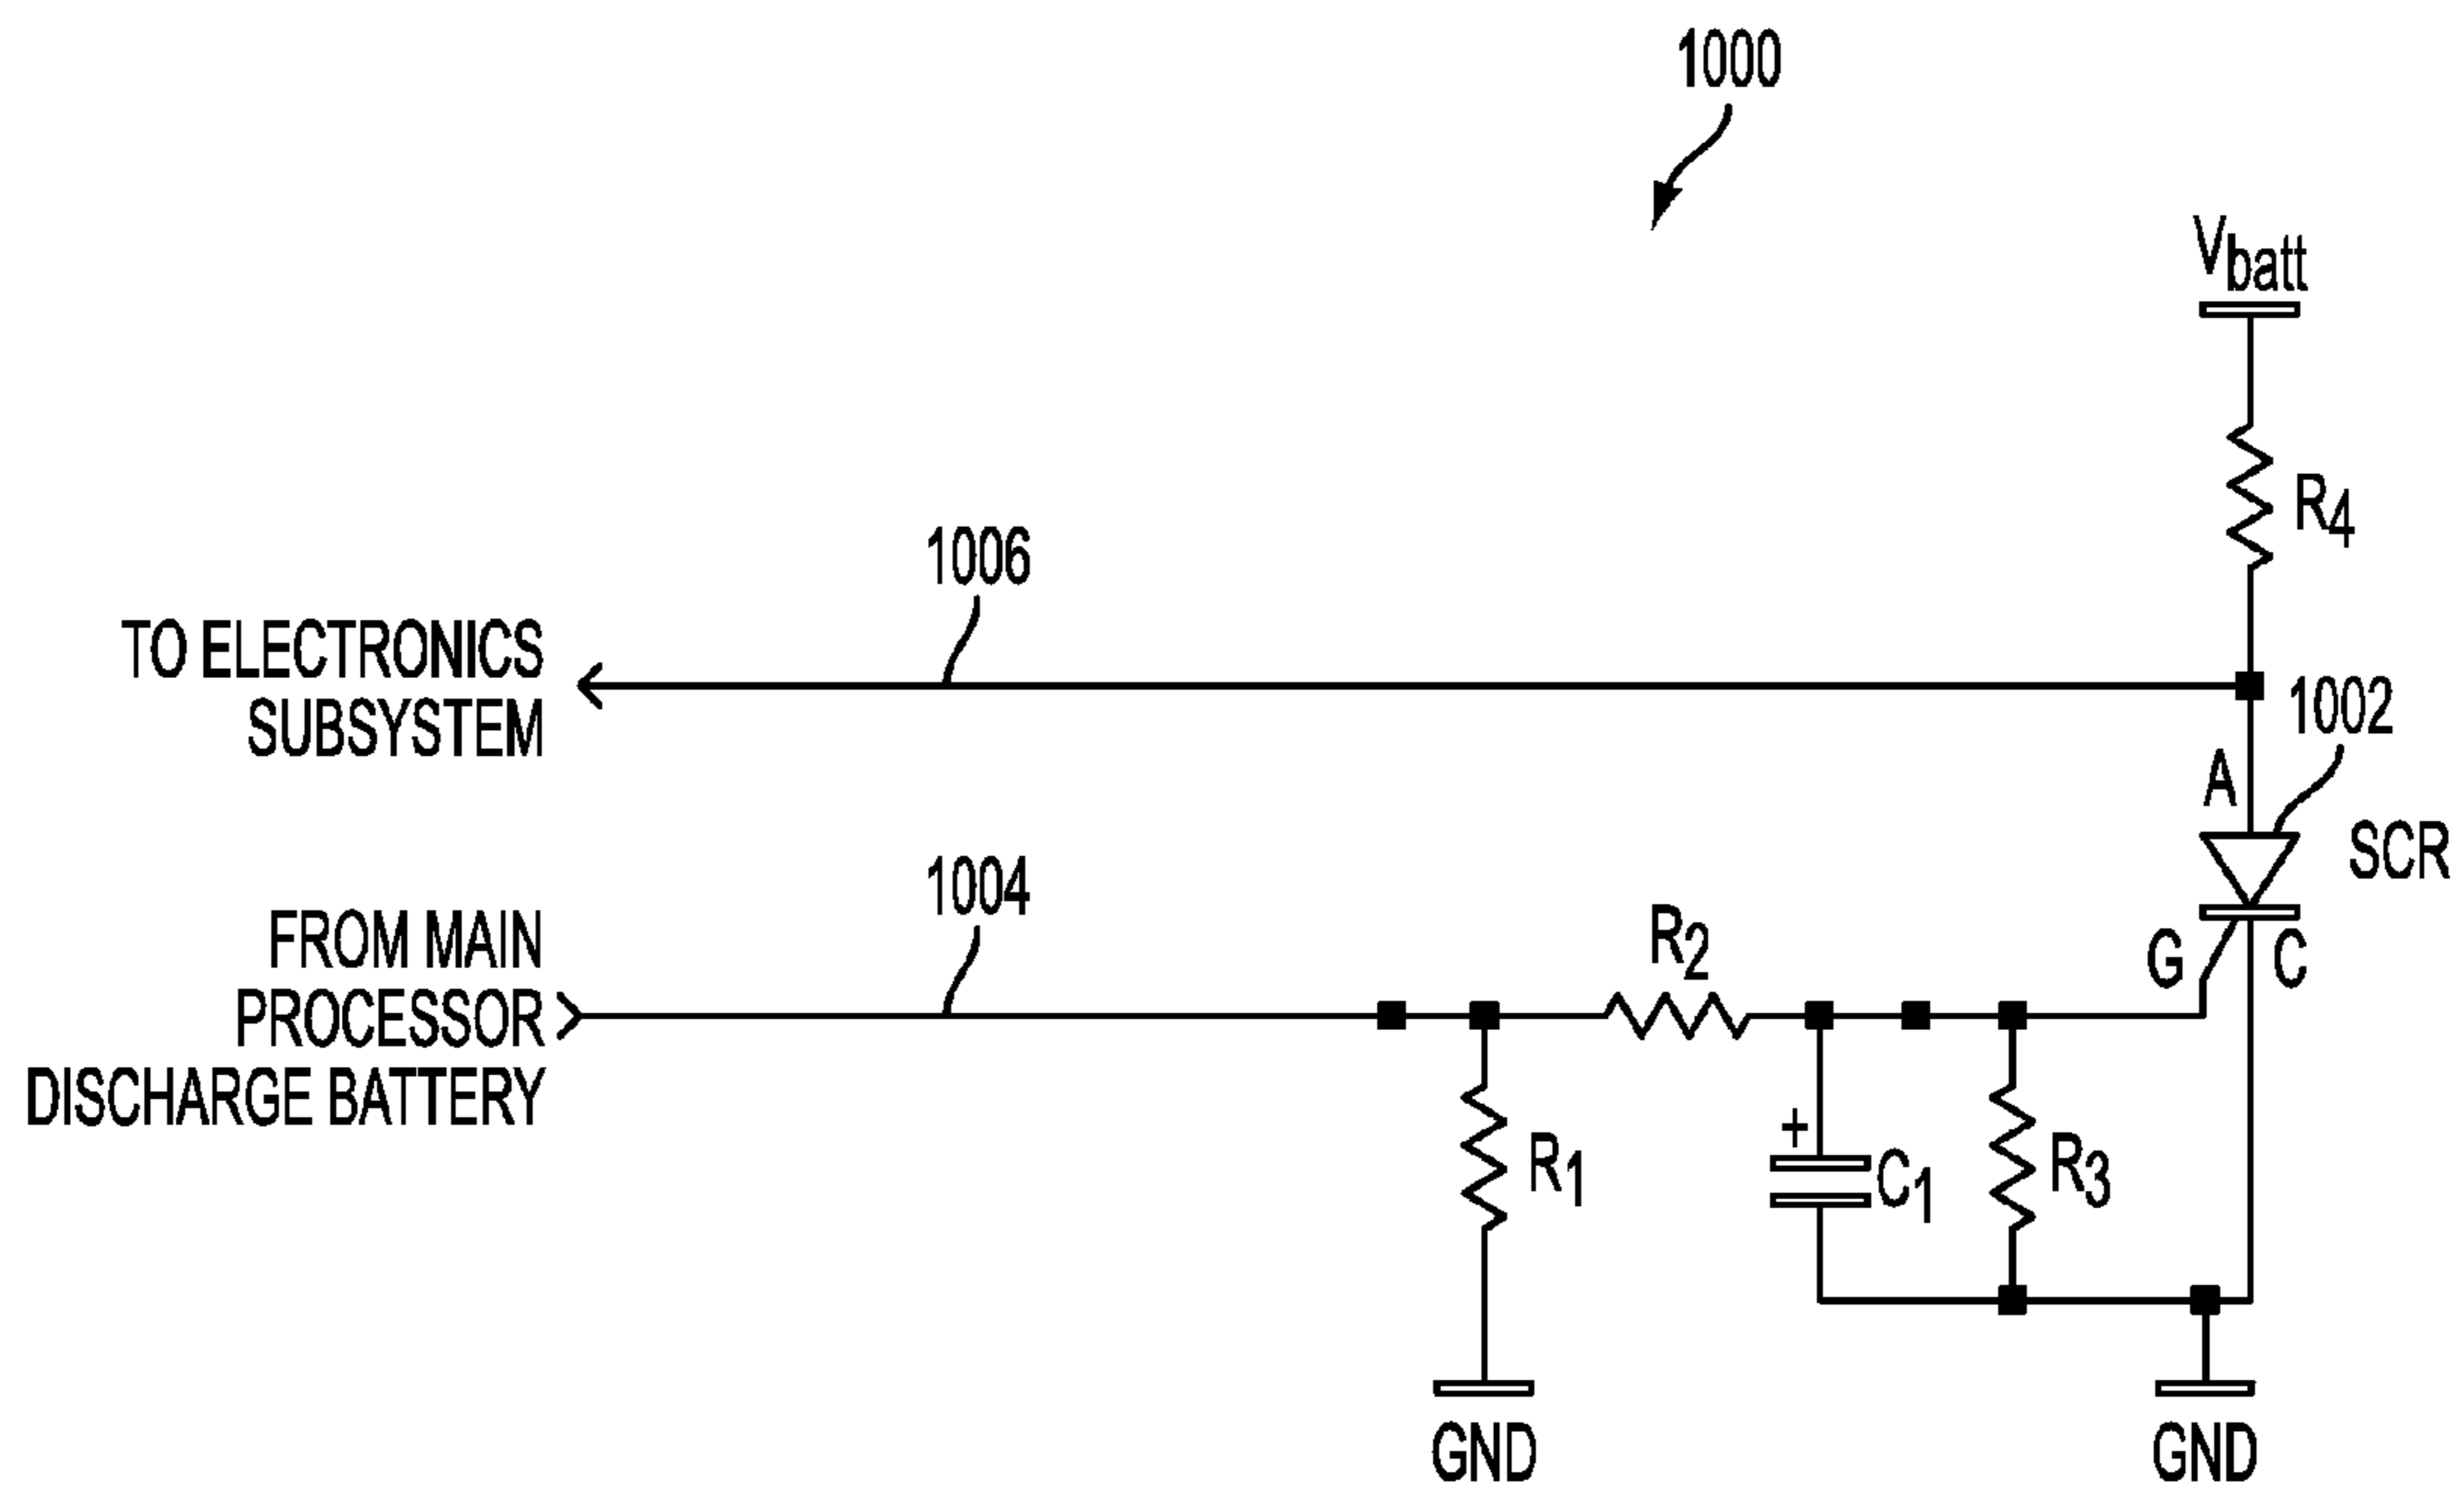 1000
Vbatt
R4
1006
TO ELECTRONICS
SUBSYSTEM
1002
A
SCR
1004
FROM MAIN
PROCESSOR
DISCHARGE BATTERY
R2
G
C
+
R1
C1
R3
GND
GND